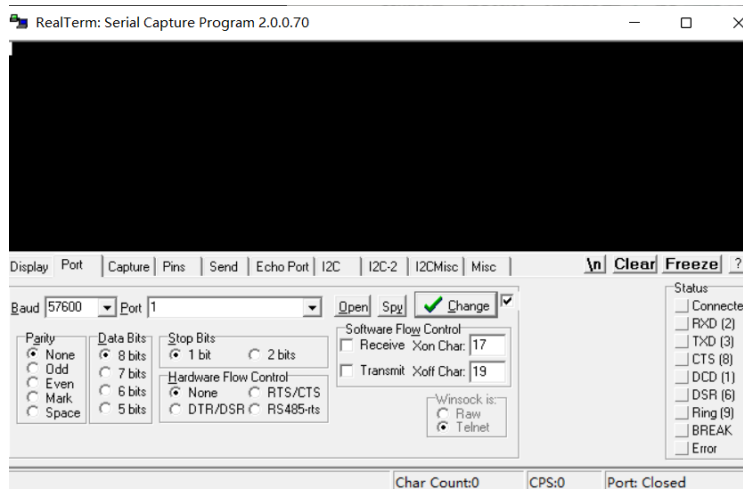 RealTerm: Serial Capture Program 2.0.0.70
Display Port Capture Pins Send Echo Port I2C I2C-2 I2CMisc Misc \n Clear Freeze ?
Baud 57600 Port 1 Open Spy Change
Parity
None
Odd
Even
Mark
Space
Data Bits
8 bits
7 bits
6 bits
5 bits
Stop Bits
1 bit 2 bits
Hardware Flow Control
None RTS/CTS
DTR/DSR RS485-rts
Software Flow Control
Receive Xon Char: 17
Transmit Xoff Char: 19
Winsock is:
Raw
Telnet
Status
Connecte
RXD (2)
TXD (3)
CTS (8)
DCD (1)
DSR (6)
Ring (9)
BREAK
Error
Char Count:0 CPS:0 Port: Closed